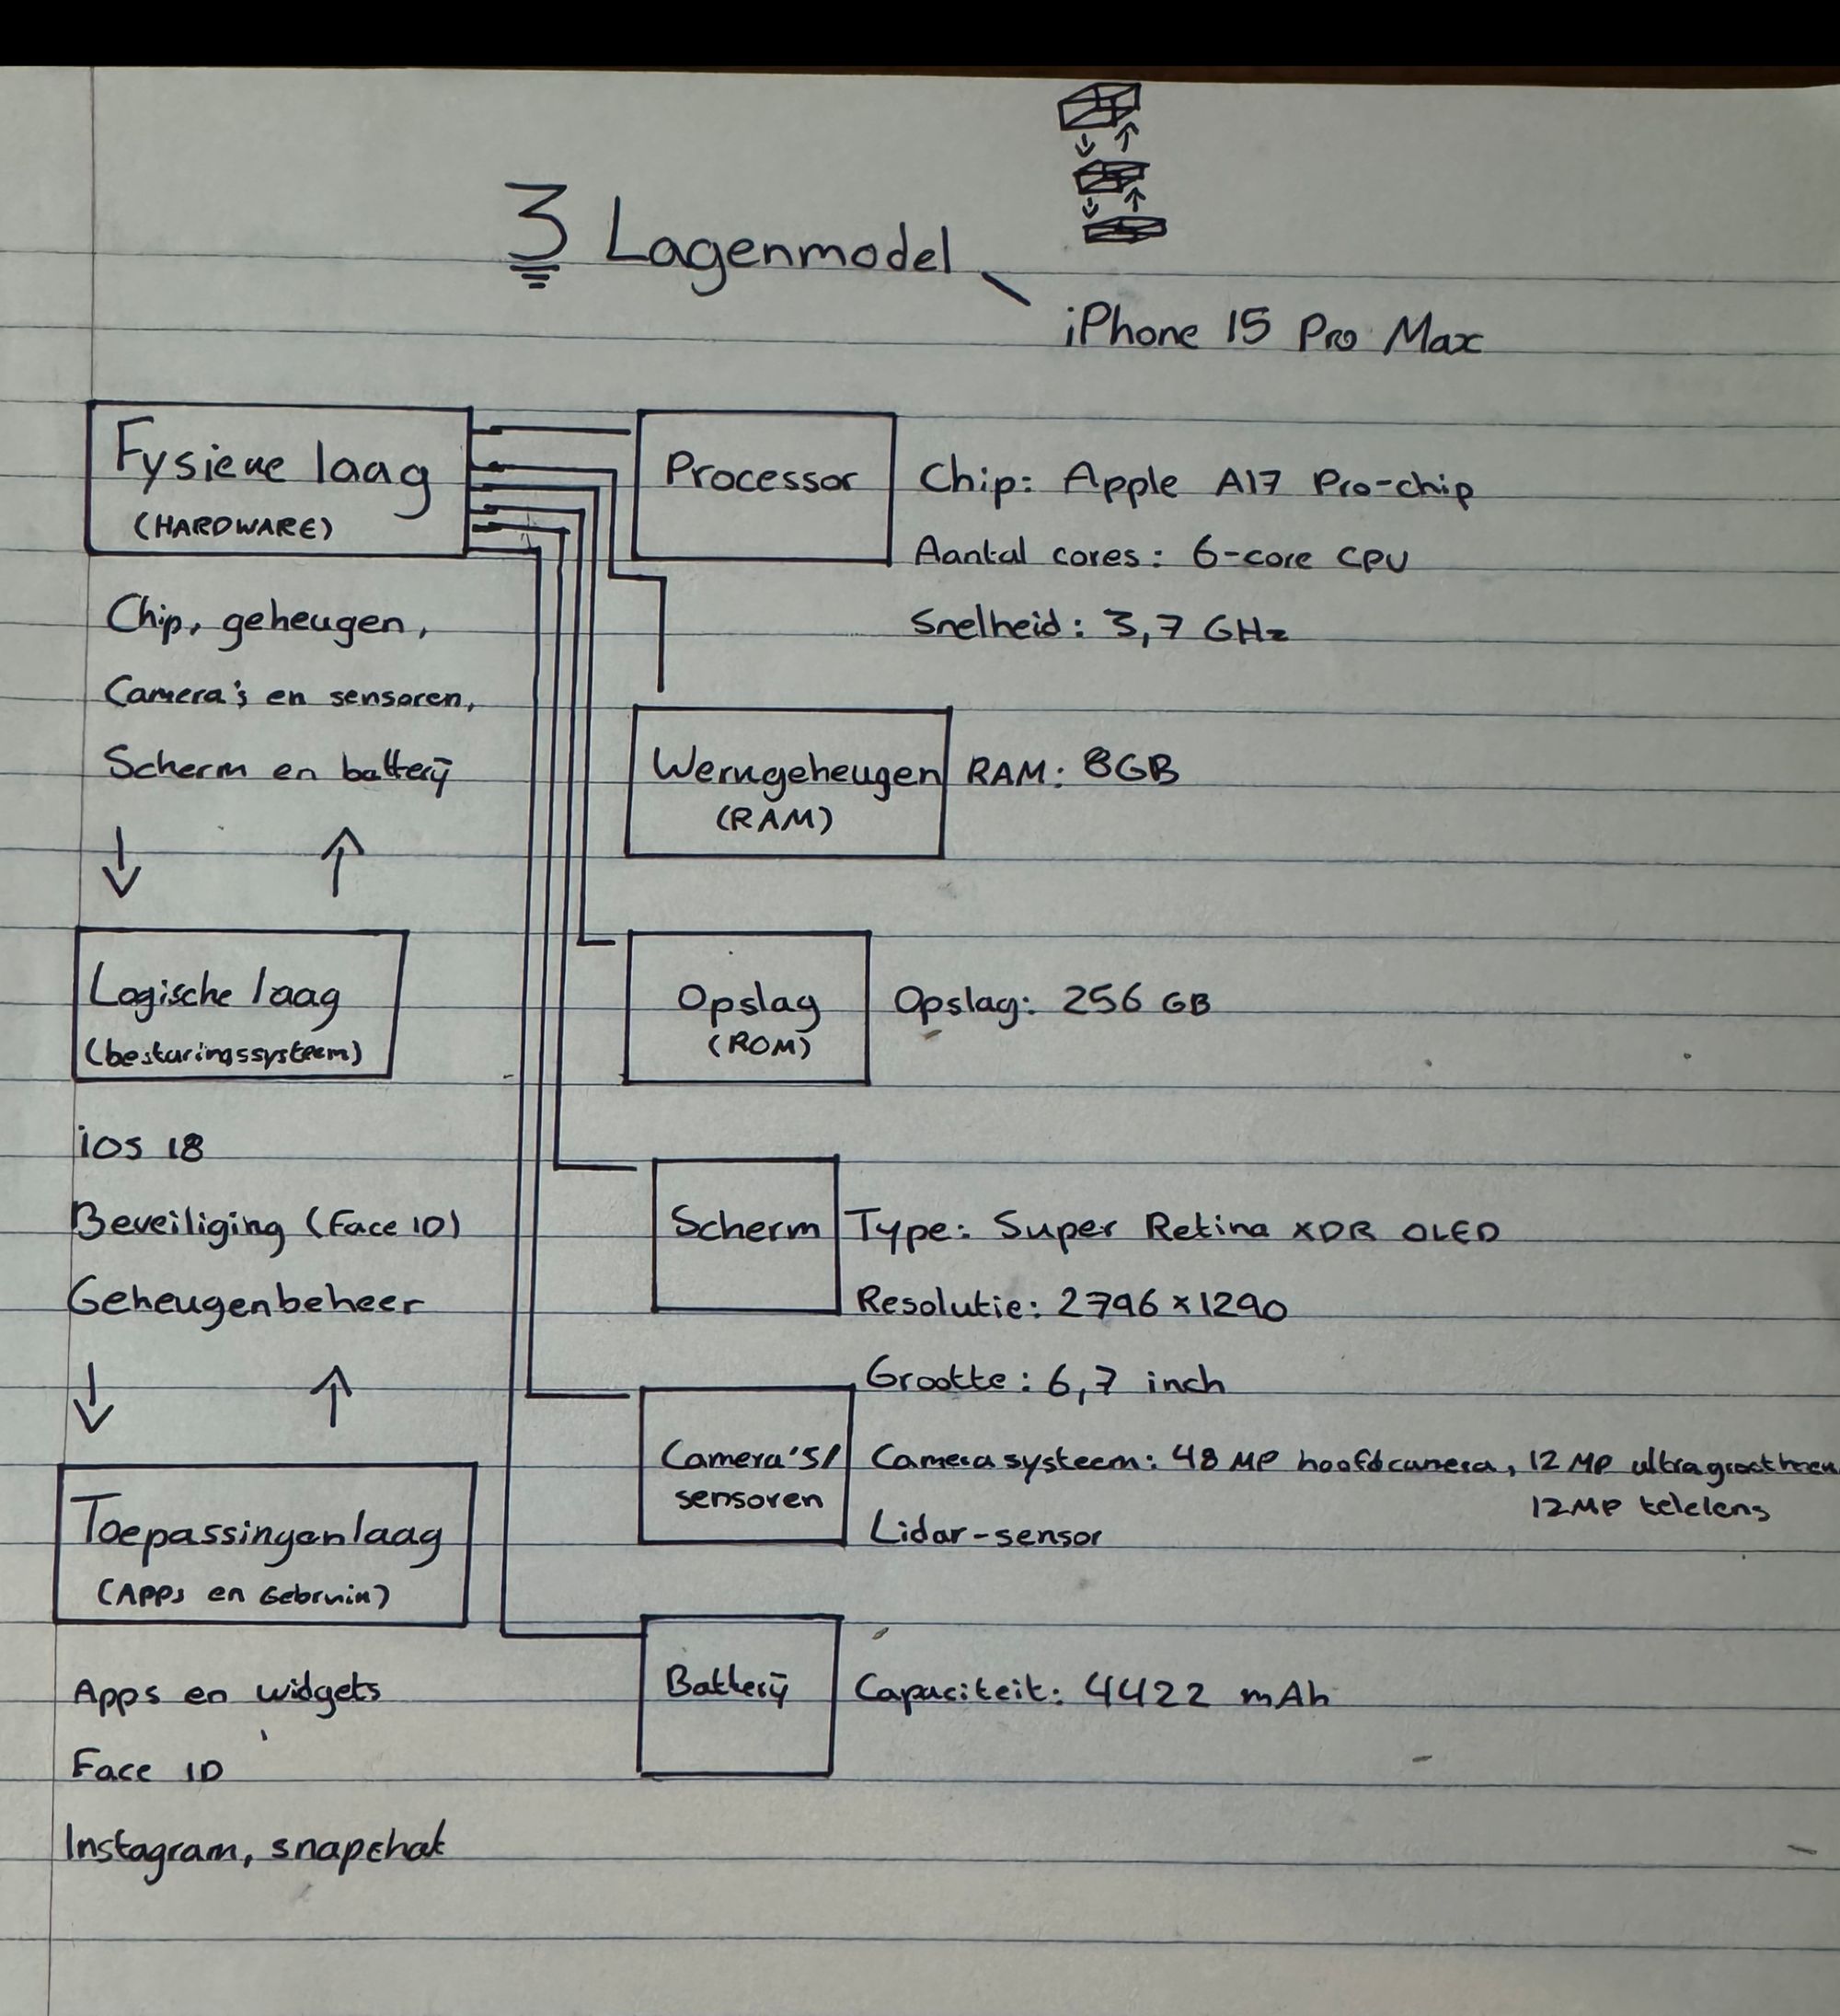 3 Lagenmodel
iPhone 15 Pro Max
Fysieke laag
(HARDWARE)
Chip, geheugen,
Camera's en sensoren,
Scherm en batterij
Logische laag
(besturingssysteem)
ios 18
Beveiliging (Face ID)
Geheugenbeheer
Toepassingenlaag
(Apps en Gebruik)
Apps en widgets
Face ID
Instagram, snapchat
Processor
Chip: Apple A17 Pro-chip
Aantal cores: 6-core CPU
Snelheid: 3,7 GHz
Werkgeheugen
(RAM)
RAM: 8GB
Opslag
(ROM)
Opslag: 256 GB
Scherm
Type: Super Retina XDR OLED
Resolutie: 2796 x 1290
Grootte: 6,7 inch
Camera's/
sensoren
Camerasysteem: 48 MP hoofdcamera, 12 MP
12MP telelens
Lidar-sensor
Batterij
Capaciteit: 4422 mAh